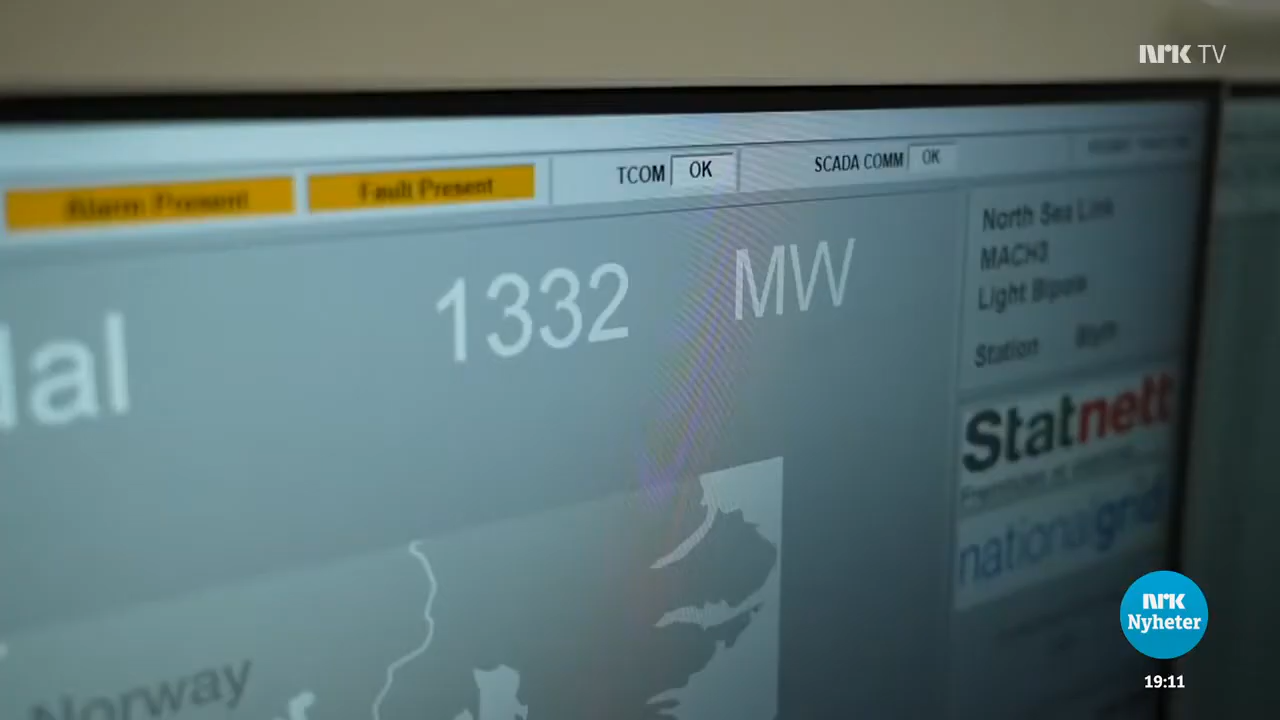 NRK TV
Alarm Present Fault Present TCOM OK SCADA COMM OK
dal 1332 MW
North Sea Link
MACH3
Light Bipole
Station Blyth
Statnett
nationalgrid
Norway
NRK
Nyheter
19:11